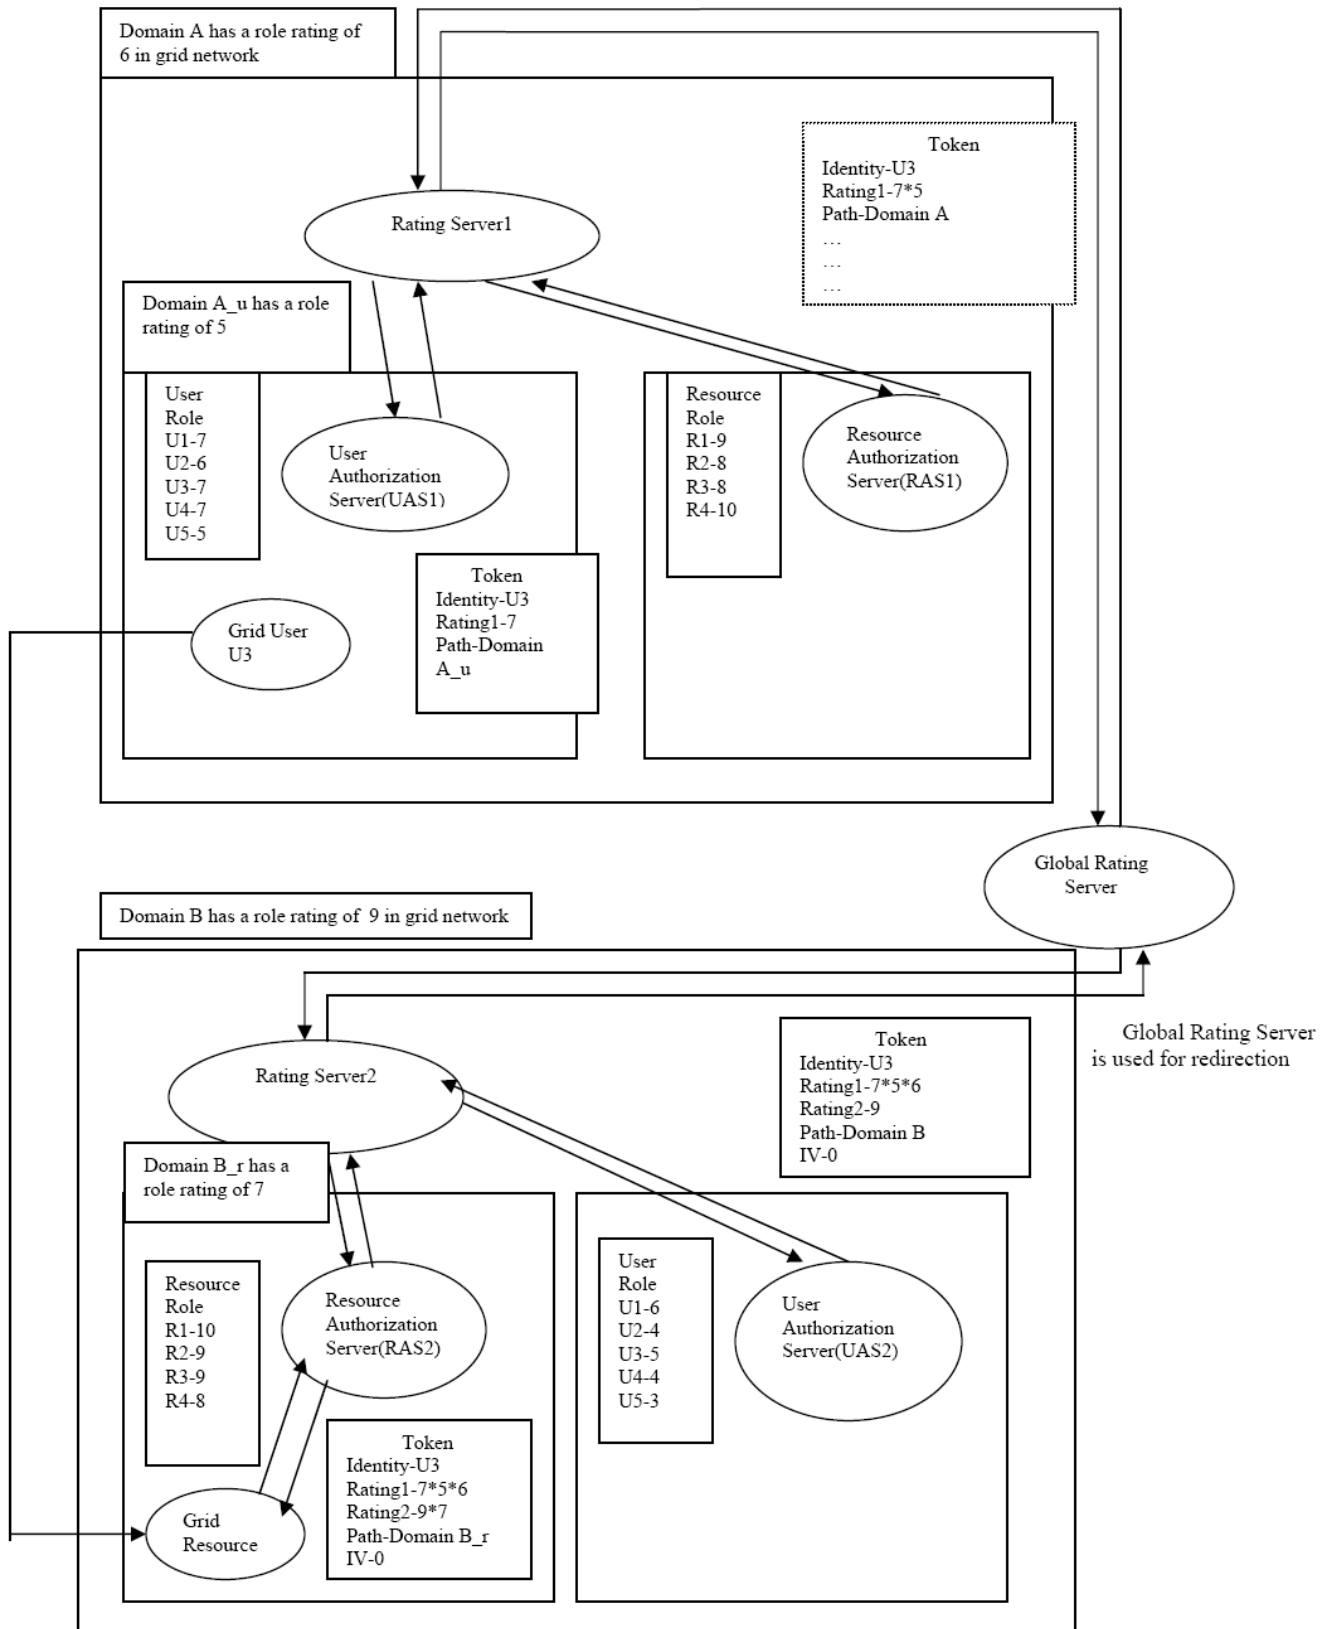 Domain A has a role rating of
6 in grid network
Token
Identity-U3
Rating1-7*5
Path-Domain A
…
…
…
Rating Server1
Domain A_u has a role
rating of 5
User
Role
U1-7
U2-6
U3-7
U4-7
U5-5
User
Authorization
Server(UAS1)
Resource
Role
R1-9
R2-8
R3-8
R4-10
Resource
Authorization
Server(RAS1)
Token
Identity-U3
Rating1-7
Path-Domain
A_u
Grid User
U3
Global Rating
Server
Domain B has a role rating of 9 in grid network
Global Rating Server
is used for redirection
Token
Identity-U3
Rating1-7*5*6
Rating2-9
Path-Domain B
IV-0
Rating Server2
Domain B_r has a
role rating of 7
Resource
Role
R1-10
R2-9
R3-9
R4-8
Resource
Authorization
Server(RAS2)
User
Role
U1-6
U2-4
U3-5
U4-4
U5-3
User
Authorization
Server(UAS2)
Token
Identity-U3
Rating1-7*5*6
Rating2-9*7
Path-Domain B_r
IV-0
Grid
Resource